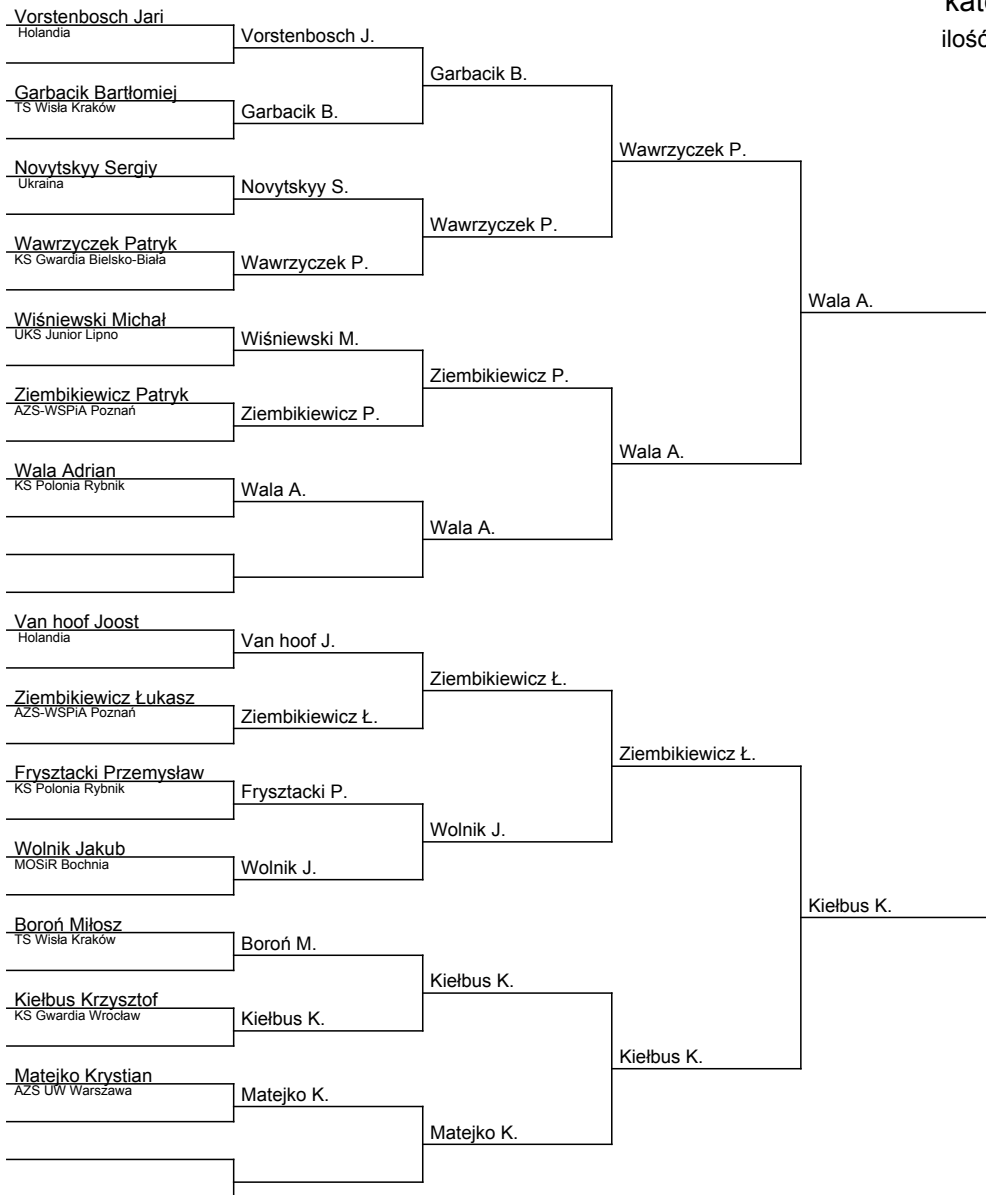 kat
ilość
Vorstenbosch Jari
Holandia
Vorstenbosch J.
Garbacik B.
Garbacik Bartłomiej
TS Wisła Kraków
Garbacik B.
Wawrzyczek P.
Novytskyy Sergiy
Ukraina
Novytskyy S.
Wawrzyczek P.
Wawrzyczek Patryk
KS Gwardia Bielsko-Biała
Wawrzyczek P.
Wala A.
Wiśniewski Michał
UKS Junior Lipno
Wiśniewski M.
Ziembikiewicz P.
Ziembikiewicz Patryk
AZS-WSPiA Poznań
Ziembikiewicz P.
Wala A.
Wala Adrian
KS Polonia Rybnik
Wala A.
Wala A.
Van hoof Joost
Holandia
Van hoof J.
Ziembikiewicz Ł.
Ziembikiewicz Łukasz
AZS-WSPiA Poznań
Ziembikiewicz Ł.
Ziembikiewicz Ł.
Frysztacki Przemysław
KS Polonia Rybnik
Frysztacki P.
Wolnik J.
Wolnik Jakub
MOSiR Bochnia
Wolnik J.
Kiełbus K.
Boroń Miłosz
TS Wisła Kraków
Boroń M.
Kiełbus K.
Kiełbus Krzysztof
KS Gwardia Wrocław
Kiełbus K.
Kiełbus K.
Matejko Krystian
AZS UW Warszawa
Matejko K.
Matejko K.